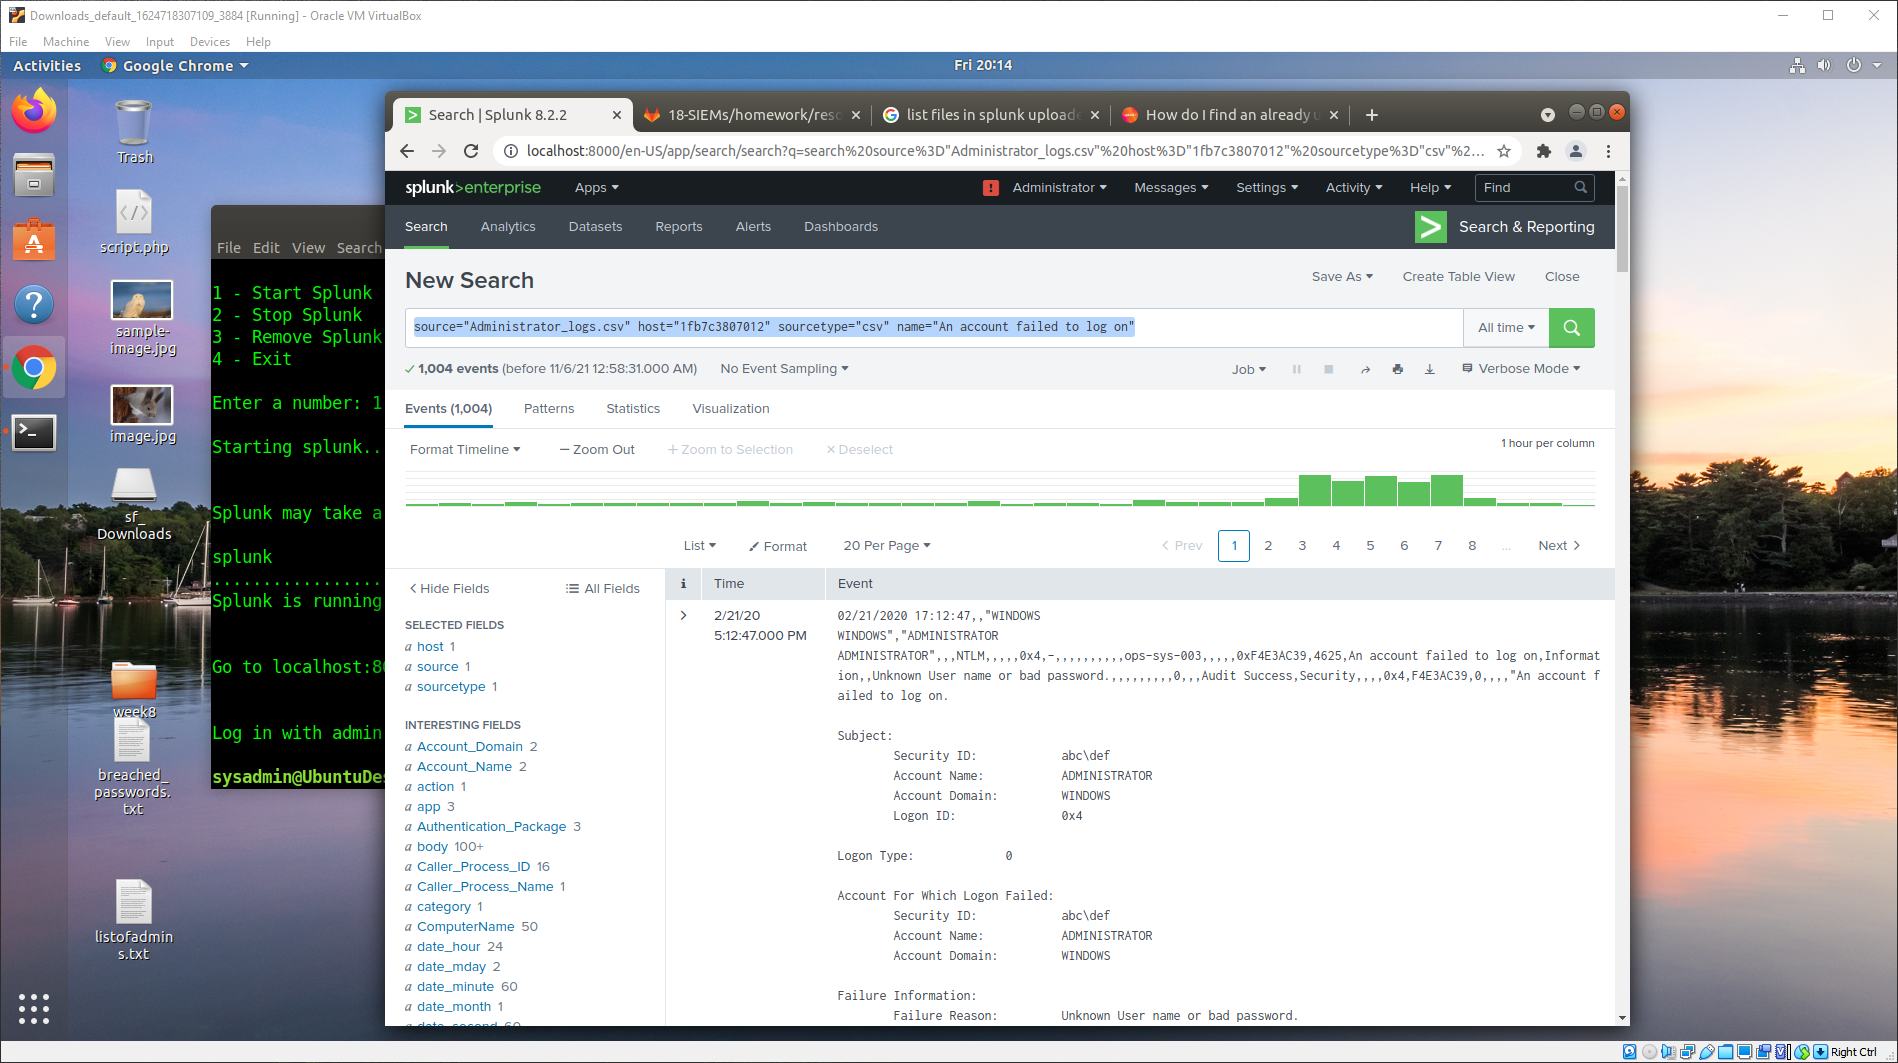 Downloads_default_1624718307109_3884 [Running] - Oracle VM VirtualBox
File Machine View Input Devices Help
Activities Google Chrome Fri 20:14
Trash
script.php
sample-
image.jpg
image.jpg
sf_
Downloads
week8
breached_
passwords.
txt
listofadmin
s.txt
File Edit View Search
1 - Start Splunk
2 - Stop Splunk
3 - Remove Splunk
4 - Exit
Enter a number: 1
Starting splunk..
Splunk may take a
splunk
.................
Splunk is running
Go to localhost:80
Log in with admin
sysadmin@UbuntuDes
Search | Splunk 8.2.2
18-SIEMs/homework/reso
list files in splunk uploade
How do I find an already u
localhost:8000/en-US/app/search/search?q=search%20source%3D"Administrator_logs.csv"%20host%3D"1fb7c3807012"%20sourcetype%3D"csv"%2...
splunk>enterprise Apps ! Administrator Messages Settings Activity Help Find
Search Analytics Datasets Reports Alerts Dashboards > Search & Reporting
New Search Save As Create Table View Close
source="Administrator_logs.csv" host="1fb7c3807012" sourcetype="csv" name="An account failed to log on" All time
1,004 events (before 11/6/21 12:58:31.000 AM) No Event Sampling Job Verbose Mode
Events (1,004) Patterns Statistics Visualization
Format Timeline — Zoom Out + Zoom to Selection × Deselect 1 hour per column
List Format 20 Per Page < Prev 1 2 3 4 5 6 7 8 ... Next >
< Hide Fields All Fields
SELECTED FIELDS
a host 1
a source 1
a sourcetype 1
INTERESTING FIELDS
a Account_Domain 2
a Account_Name 2
a action 1
a app 3
a Authentication_Package 3
a body 100+
a Caller_Process_ID 16
a Caller_Process_Name 1
a category 1
a ComputerName 50
a date_hour 24
a date_mday 2
a date_minute 60
a date_month 1
a date_second 60
i Time Event
> 2/21/20
5:12:47.000 PM
02/21/2020 17:12:47,,"WINDOWS
WINDOWS","ADMINISTRATOR
ADMINISTRATOR",,,NTLM,,,,,0x4,-,,,,,,,,,,ops-sys-003,,,,,0xF4E3AC39,4625,An account failed to log on,Informat
ion,,Unknown User name or bad password.,,,,,,,,,0,,,Audit Success,Security,,,,0x4,F4E3AC39,0,,,,"An account f
ailed to log on.
Subject:
Security ID: abc\def
Account Name: ADMINISTRATOR
Account Domain: WINDOWS
Logon ID: 0x4
Logon Type: 0
Account For Which Logon Failed:
Security ID: abc\def
Account Name: ADMINISTRATOR
Account Domain: WINDOWS
Failure Information:
Failure Reason: Unknown User name or bad password.
Right Ctrl